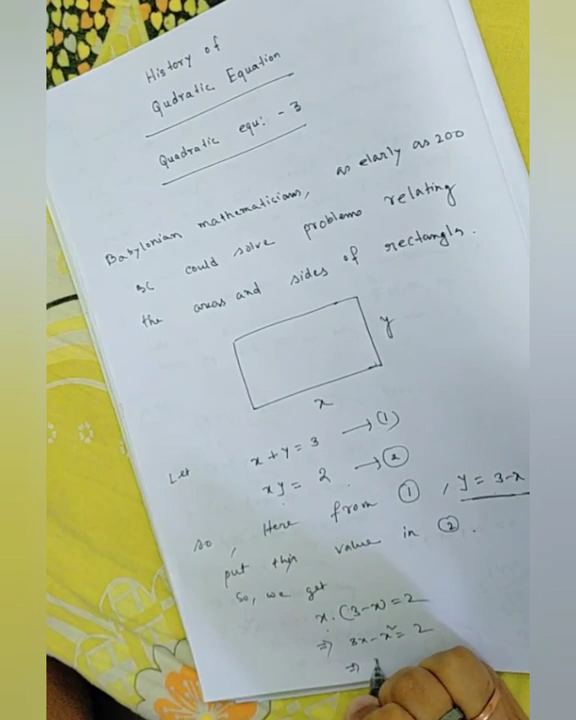 History of
Qudratic Equation
Quadratic equ: - 3
Babylonian mathematicians, as elarly as 200
BC could solve problems relating
the areas and sides of rectangls.
y
x
Let x + y = 3 → (1)
xy = 2 → (2)
so, Here from (1), y = 3-x
put this value in (2).
So, we get
x. (3-x) = 2
⇒ 3x - x² = 2
⇒